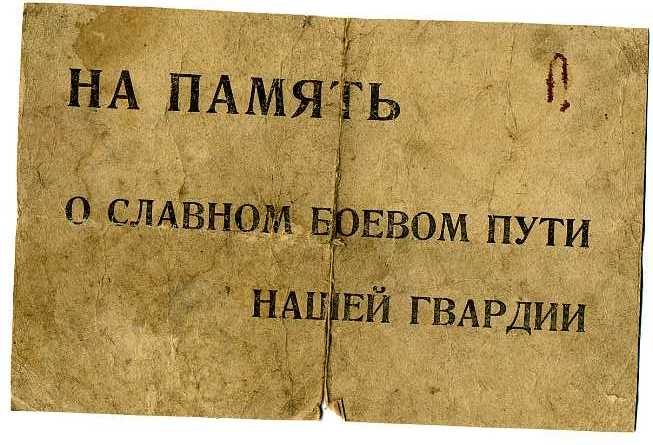 НА ПАМЯТЬ
О СЛАВНОМ БОЕВОМ ПУТИ
НАШЕЙ ГВАРДИИ